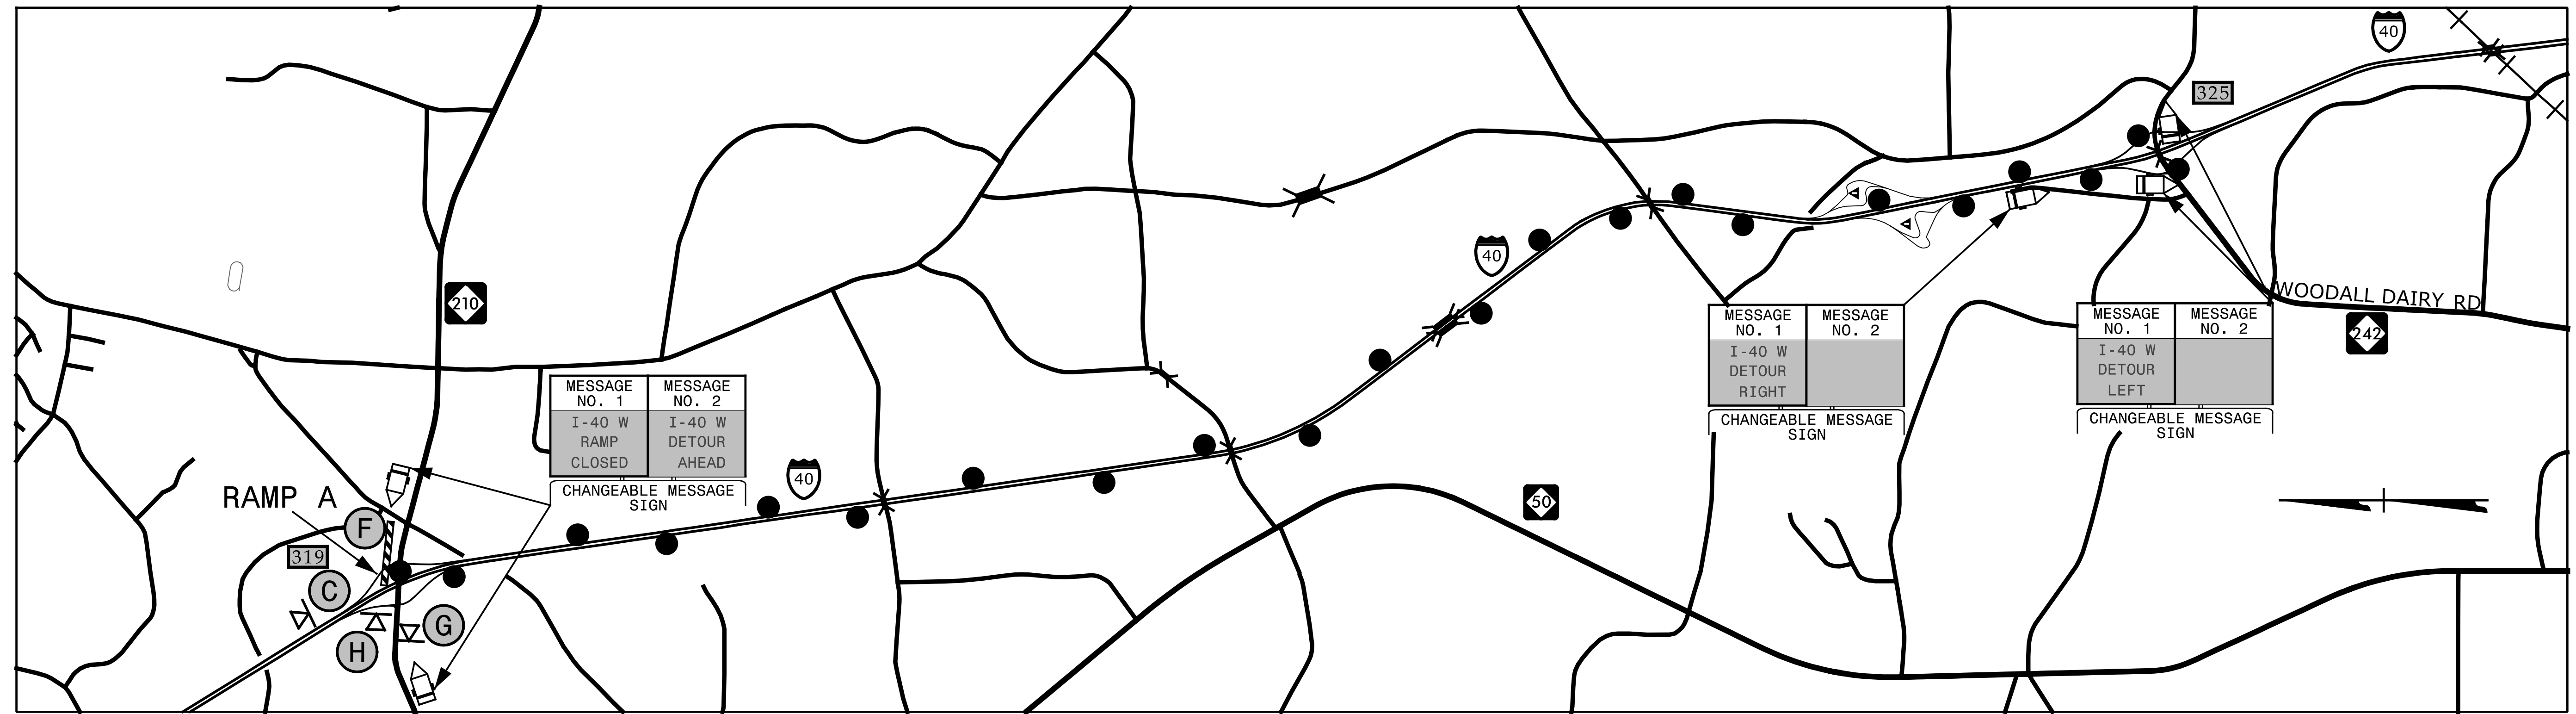 40
325
210
40
WOODALL DAIRY RD
242
MESSAGE NO. 1
MESSAGE NO. 2
I-40 W
DETOUR
RIGHT
CHANGEABLE MESSAGE
SIGN
MESSAGE NO. 1
MESSAGE NO. 2
I-40 W
DETOUR
LEFT
CHANGEABLE MESSAGE
SIGN
MESSAGE NO. 1
MESSAGE NO. 2
I-40 W
RAMP
CLOSED
I-40 W
DETOUR
AHEAD
CHANGEABLE MESSAGE
SIGN
40
50
RAMP A
F
319
C
G
H